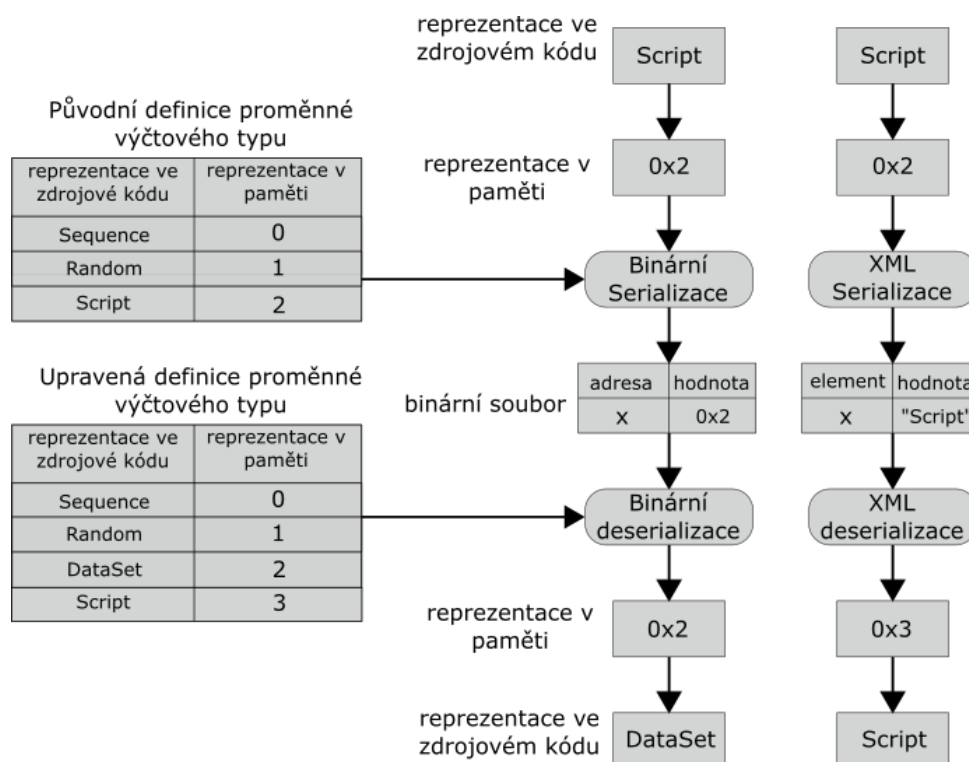 reprezentace ve
zdrojovém kódu
Script
Script
Původní definice proměnné
výčtového typu
reprezentace ve
zdrojové kódu
reprezentace v
paměti
Sequence
0
Random
1
Script
2
reprezentace v
paměti
0x2
0x2
Binární
Serializace
XML
Serializace
Upravená definice proměnné
výčtového typu
reprezentace ve
zdrojové kódu
reprezentace v
paměti
Sequence
0
Random
1
DataSet
2
Script
3
binární soubor
adresa
hodnota
x
0x2
element
hodnota
x
"Script"
Binární
deserializace
XML
deserializace
reprezentace v
paměti
0x2
0x3
reprezentace ve
zdrojovém kódu
DataSet
Script